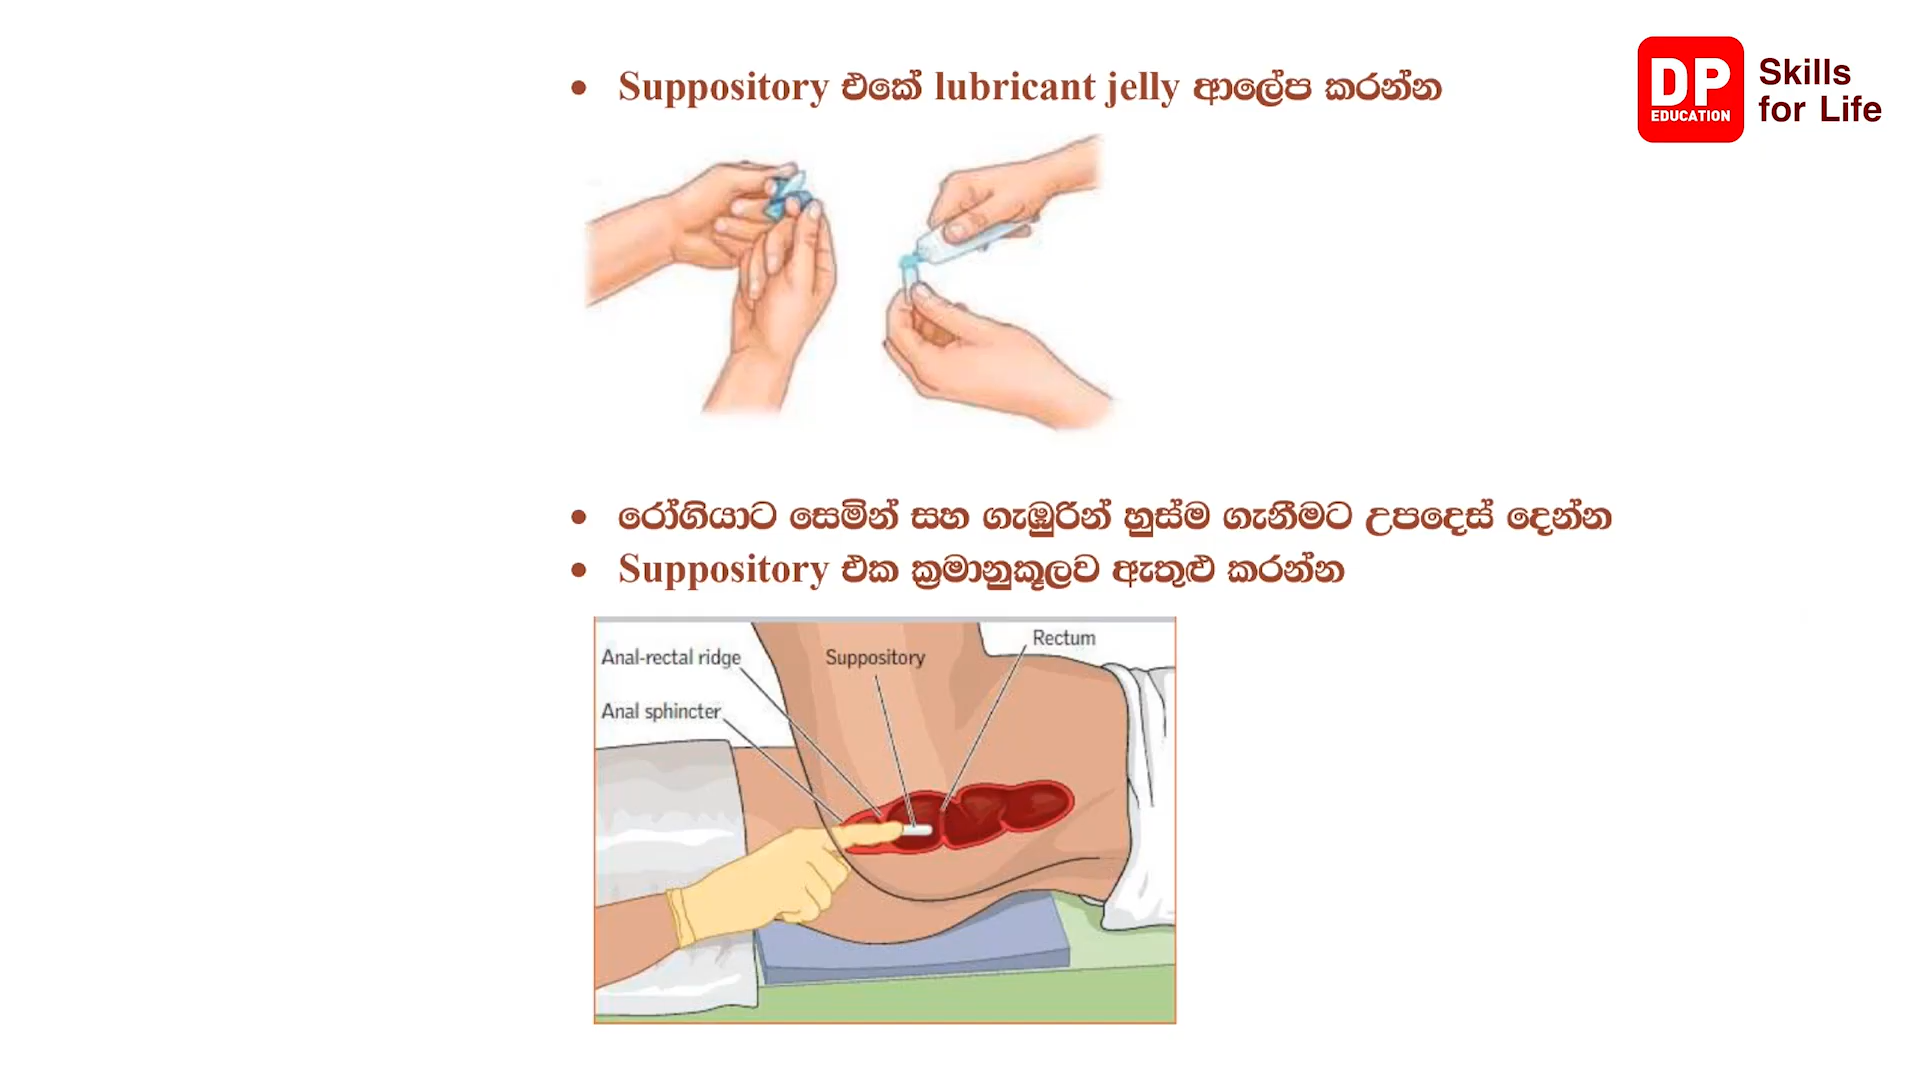 DP
EDUCATION
Skills
for Life
• Suppository එකේ lubricant jelly ආලේප කරන්න
• රෝගියාට සෙමින් සහ ගැඹුරින් හුස්ම ගැනීමට උපදෙස් දෙන්න
• Suppository එක ක්‍රමානුකූලව ඇතුළු කරන්න
Rectum
Anal-rectal ridge
Suppository
Anal sphincter